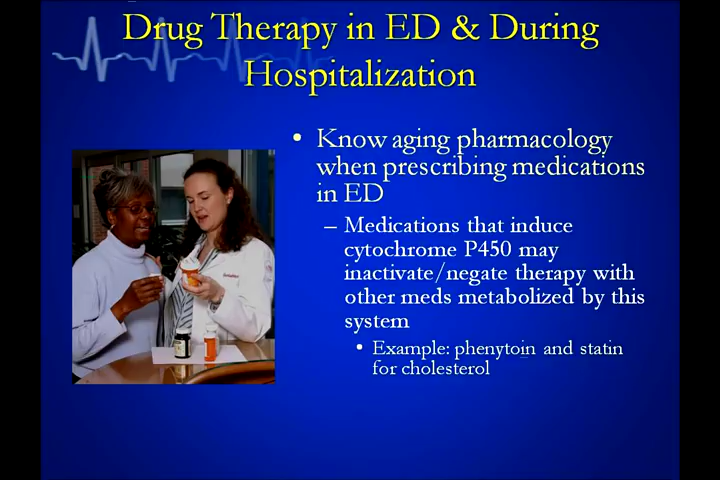 Drug Therapy in ED & During
Hospitalization
• Know aging pharmacology
when prescribing medications
in ED
– Medications that induce
cytochrome P450 may
inactivate/negate therapy with
other meds metabolized by this
system
• Example: phenytoin and statin
for cholesterol